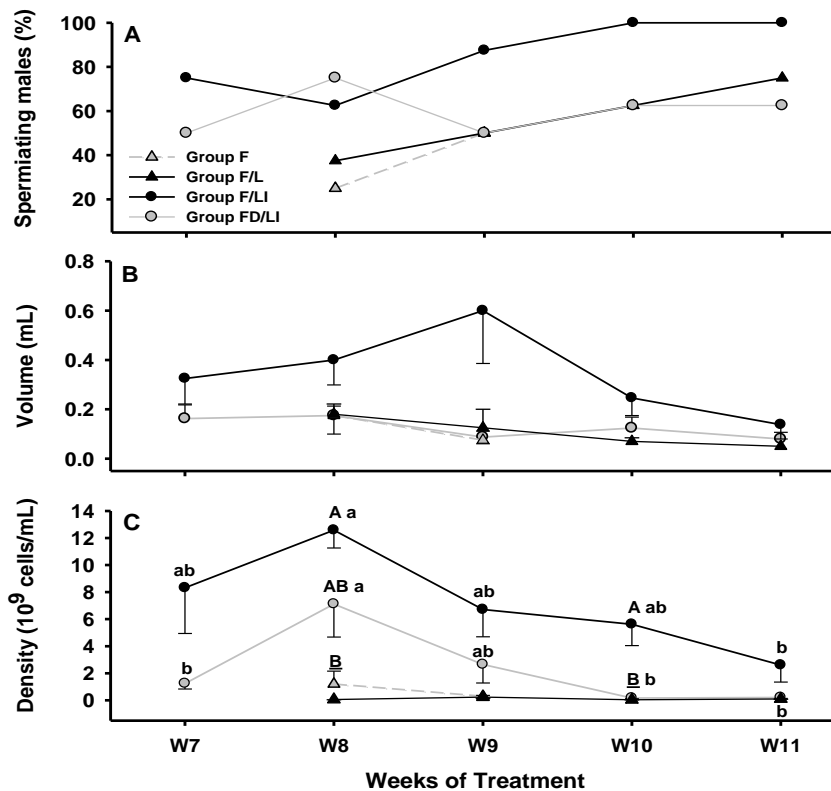 A
Spermiating males (%)
100
80
60
40
20
Group F
Group F/L
Group F/LI
Group FD/LI
B
Volume (mL)
0.8
0.6
0.4
0.2
0.0
C
Density (10⁹ cells/mL)
14
12
10
8
6
4
2
0
A a
ab
AB a
ab
A ab
b
b
B
ab
B b
b
W7 W8 W9 W10 W11
Weeks of Treatment